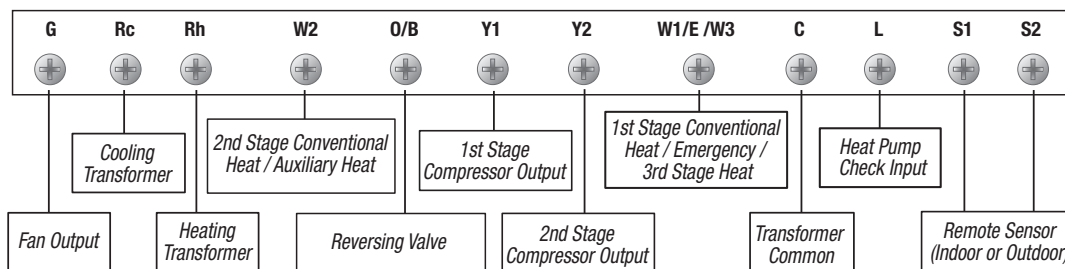 G Rc Rh W2 O/B Y1 Y2 W1/E /W3 C L S1 S2
Cooling
Transformer
2nd Stage Conventional
Heat / Auxiliary Heat
1st Stage
Compressor Output
1st Stage Conventional
Heat / Emergency /
3rd Stage Heat
Heat Pump
Check Input
Fan Output
Heating
Transformer
Reversing Valve
2nd Stage
Compressor Output
Transformer
Common
Remote Sensor
(Indoor or Outdoor)